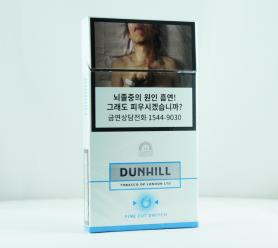 뇌졸중의 원인 흡연!
그래도 피우시겠습니까?
금연상담전화 1544-9030
DUNHILL
TOBACCO OF LONDON LTD
FINE CUT SWITCH